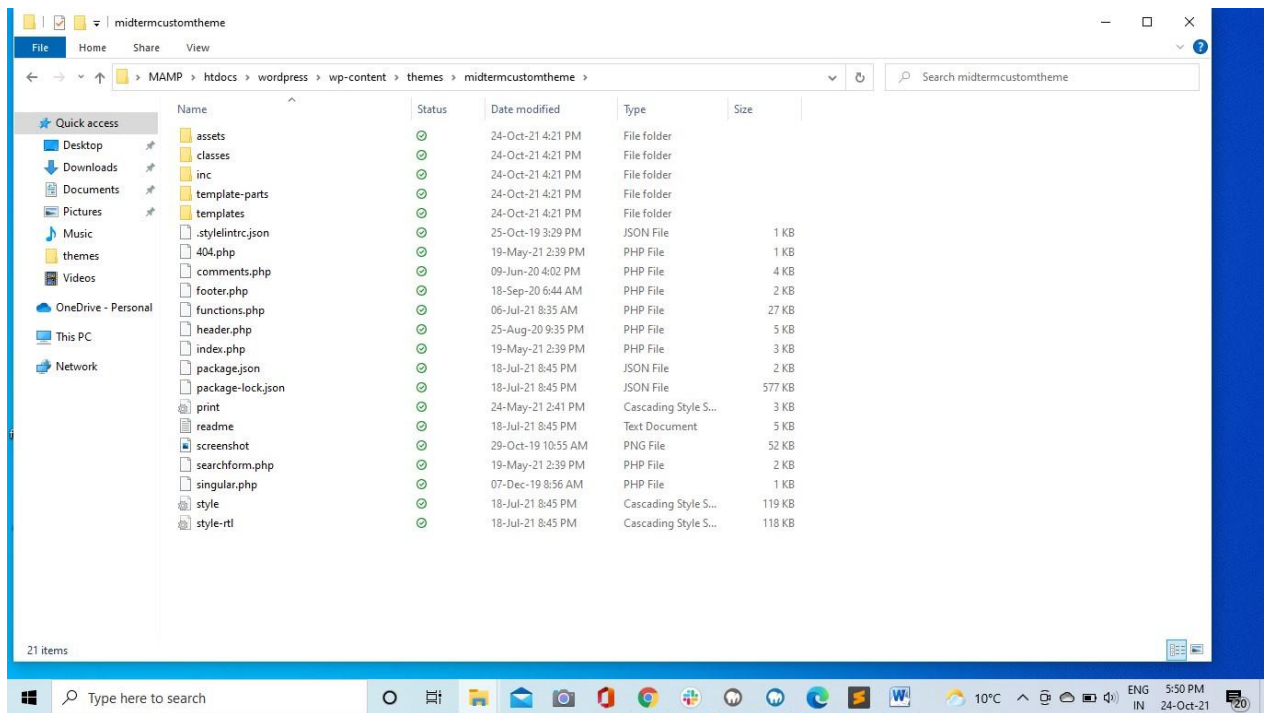 midtermcustomtheme
File Home Share View
MAMP > htdocs > wordpress > wp-content > themes > midtermcustomtheme >
Search midtermcustomtheme
Name Status Date modified Type Size
Quick access
Desktop
Downloads
Documents
Pictures
Music
themes
Videos
OneDrive - Personal
This PC
Network
assets 24-Oct-21 4:21 PM File folder
classes 24-Oct-21 4:21 PM File folder
inc 24-Oct-21 4:21 PM File folder
template-parts 24-Oct-21 4:21 PM File folder
templates 24-Oct-21 4:21 PM File folder
.stylelintrc.json 25-Oct-19 3:29 PM JSON File 1 KB
404.php 19-May-21 2:39 PM PHP File 1 KB
comments.php 09-Jun-20 4:02 PM PHP File 4 KB
footer.php 18-Sep-20 6:44 AM PHP File 2 KB
functions.php 06-Jul-21 8:35 AM PHP File 27 KB
header.php 25-Aug-20 9:35 PM PHP File 5 KB
index.php 19-May-21 2:39 PM PHP File 3 KB
package.json 18-Jul-21 8:45 PM JSON File 2 KB
package-lock.json 18-Jul-21 8:45 PM JSON File 577 KB
print 24-May-21 2:41 PM Cascading Style S... 3 KB
readme 18-Jul-21 8:45 PM Text Document 5 KB
screenshot 29-Oct-19 10:55 AM PNG File 52 KB
searchform.php 19-May-21 2:39 PM PHP File 2 KB
singular.php 07-Dec-19 8:56 AM PHP File 1 KB
style 18-Jul-21 8:45 PM Cascading Style S... 119 KB
style-rtl 18-Jul-21 8:45 PM Cascading Style S... 118 KB
21 items
Type here to search
10°C
ENG
IN
5:50 PM
24-Oct-21
20